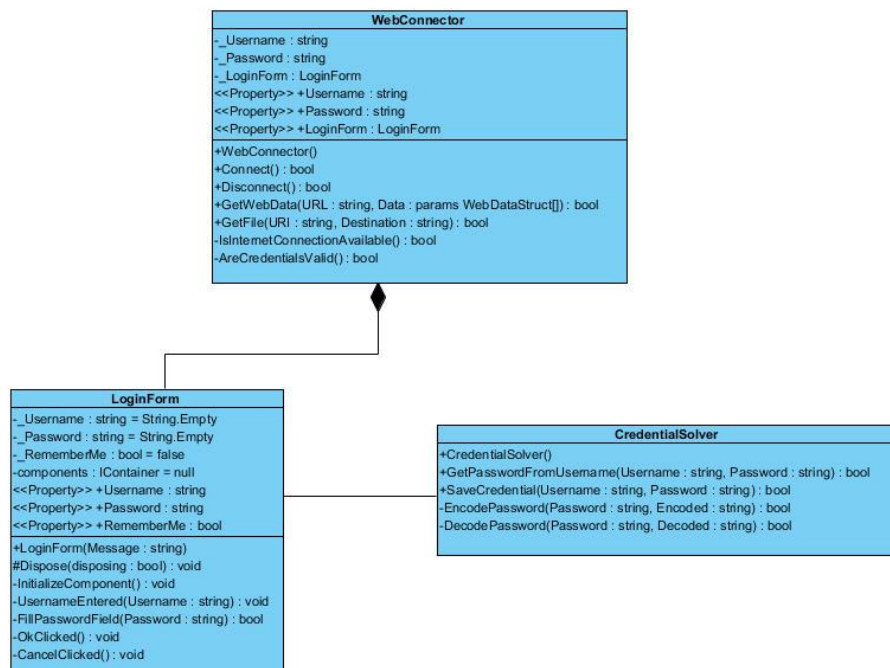 WebConnector
-_Username : string
-_Password : string
-_LoginForm : LoginForm
<<Property>> +Username : string
<<Property>> +Password : string
<<Property>> +LoginForm : LoginForm
+WebConnector()
+Connect() : bool
+Disconnect() : bool
+GetWebData(URL : string, Data : params WebDataStruct[]) : bool
+GetFile(URI : string, Destination : string) : bool
-IsInternetConnectionAvailable() : bool
-AreCredentialsValid() : bool
LoginForm
-_Username : string = String.Empty
-_Password : string = String.Empty
-_RememberMe : bool = false
-components : IContainer = null
<<Property>> +Username : string
<<Property>> +Password : string
<<Property>> +RememberMe : bool
+LoginForm(Message : string)
#Dispose(disposing : bool) : void
-InitializeComponent() : void
-UsernameEntered(Username : string) : void
-FillPasswordField(Password : string) : bool
-OkClicked() : void
-CancelClicked() : void
CredentialSolver
+CredentialSolver()
+GetPasswordFromUsername(Username : string, Password : string) : bool
+SaveCredential(Username : string, Password : string) : bool
-EncodePassword(Password : string, Encoded : string) : bool
-DecodePassword(Password : string, Decoded : string) : bool